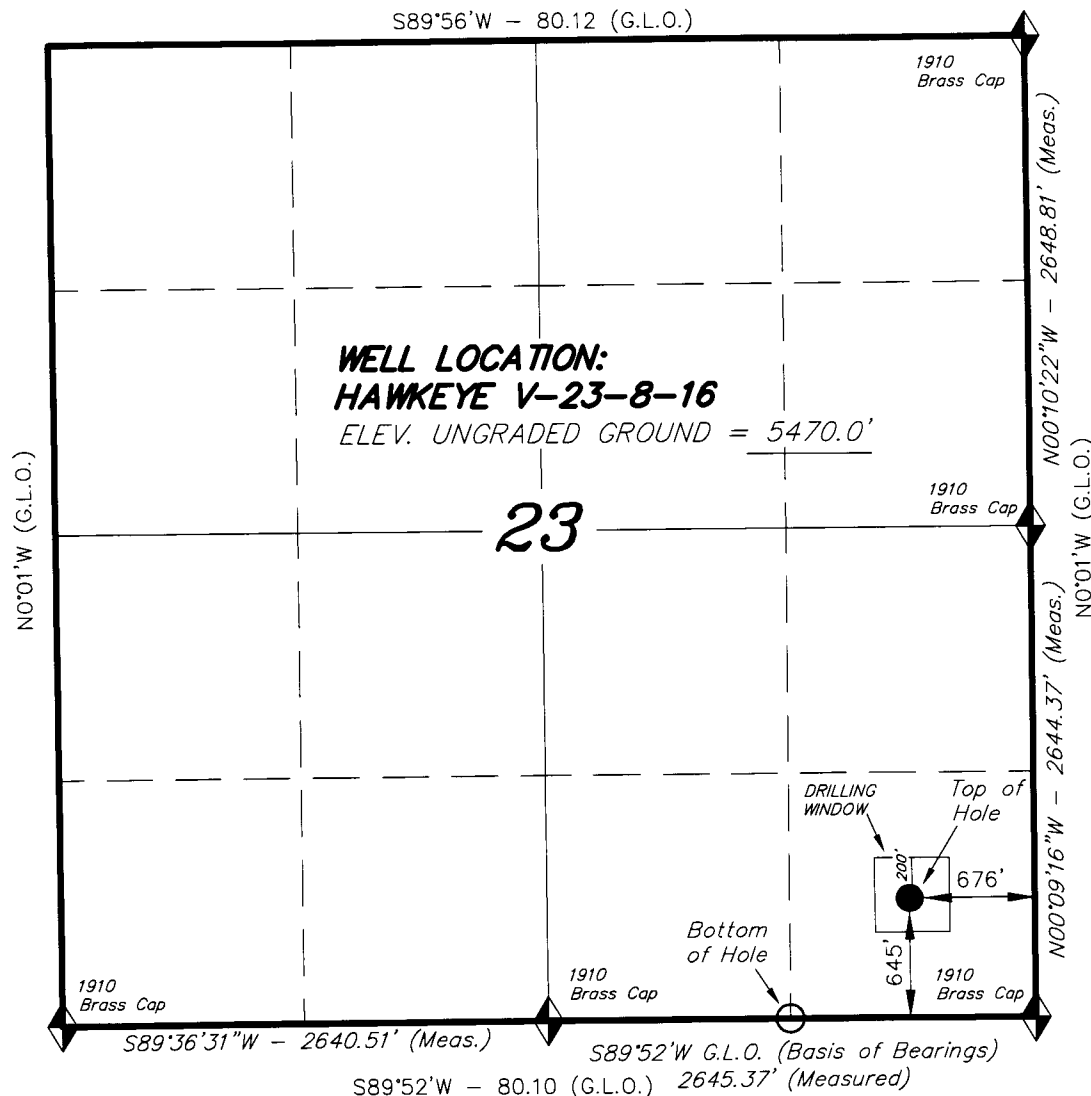 S89°56'W - 80.12 (G.L.O.)
1910
Brass Cap
N00°10'22"W - 2648.81' (Meas.)
WELL LOCATION:
HAWKEYE V-23-8-16
ELEV. UNGRADED GROUND = 5470.0'
N0°01'W (G.L.O.)
N0°01'W (G.L.O.)
1910
Brass Cap
23
N00°09'16"W - 2644.37' (Meas.)
DRILLING
WINDOW
Top of
Hole
200'
676'
645'
Bottom
of Hole
1910
Brass Cap
1910
Brass Cap
1910
Brass Cap
S89°36'31"W - 2640.51' (Meas.)
S89°52'W G.L.O. (Basis of Bearings)
2645.37' (Measured)
S89°52'W - 80.10 (G.L.O.)